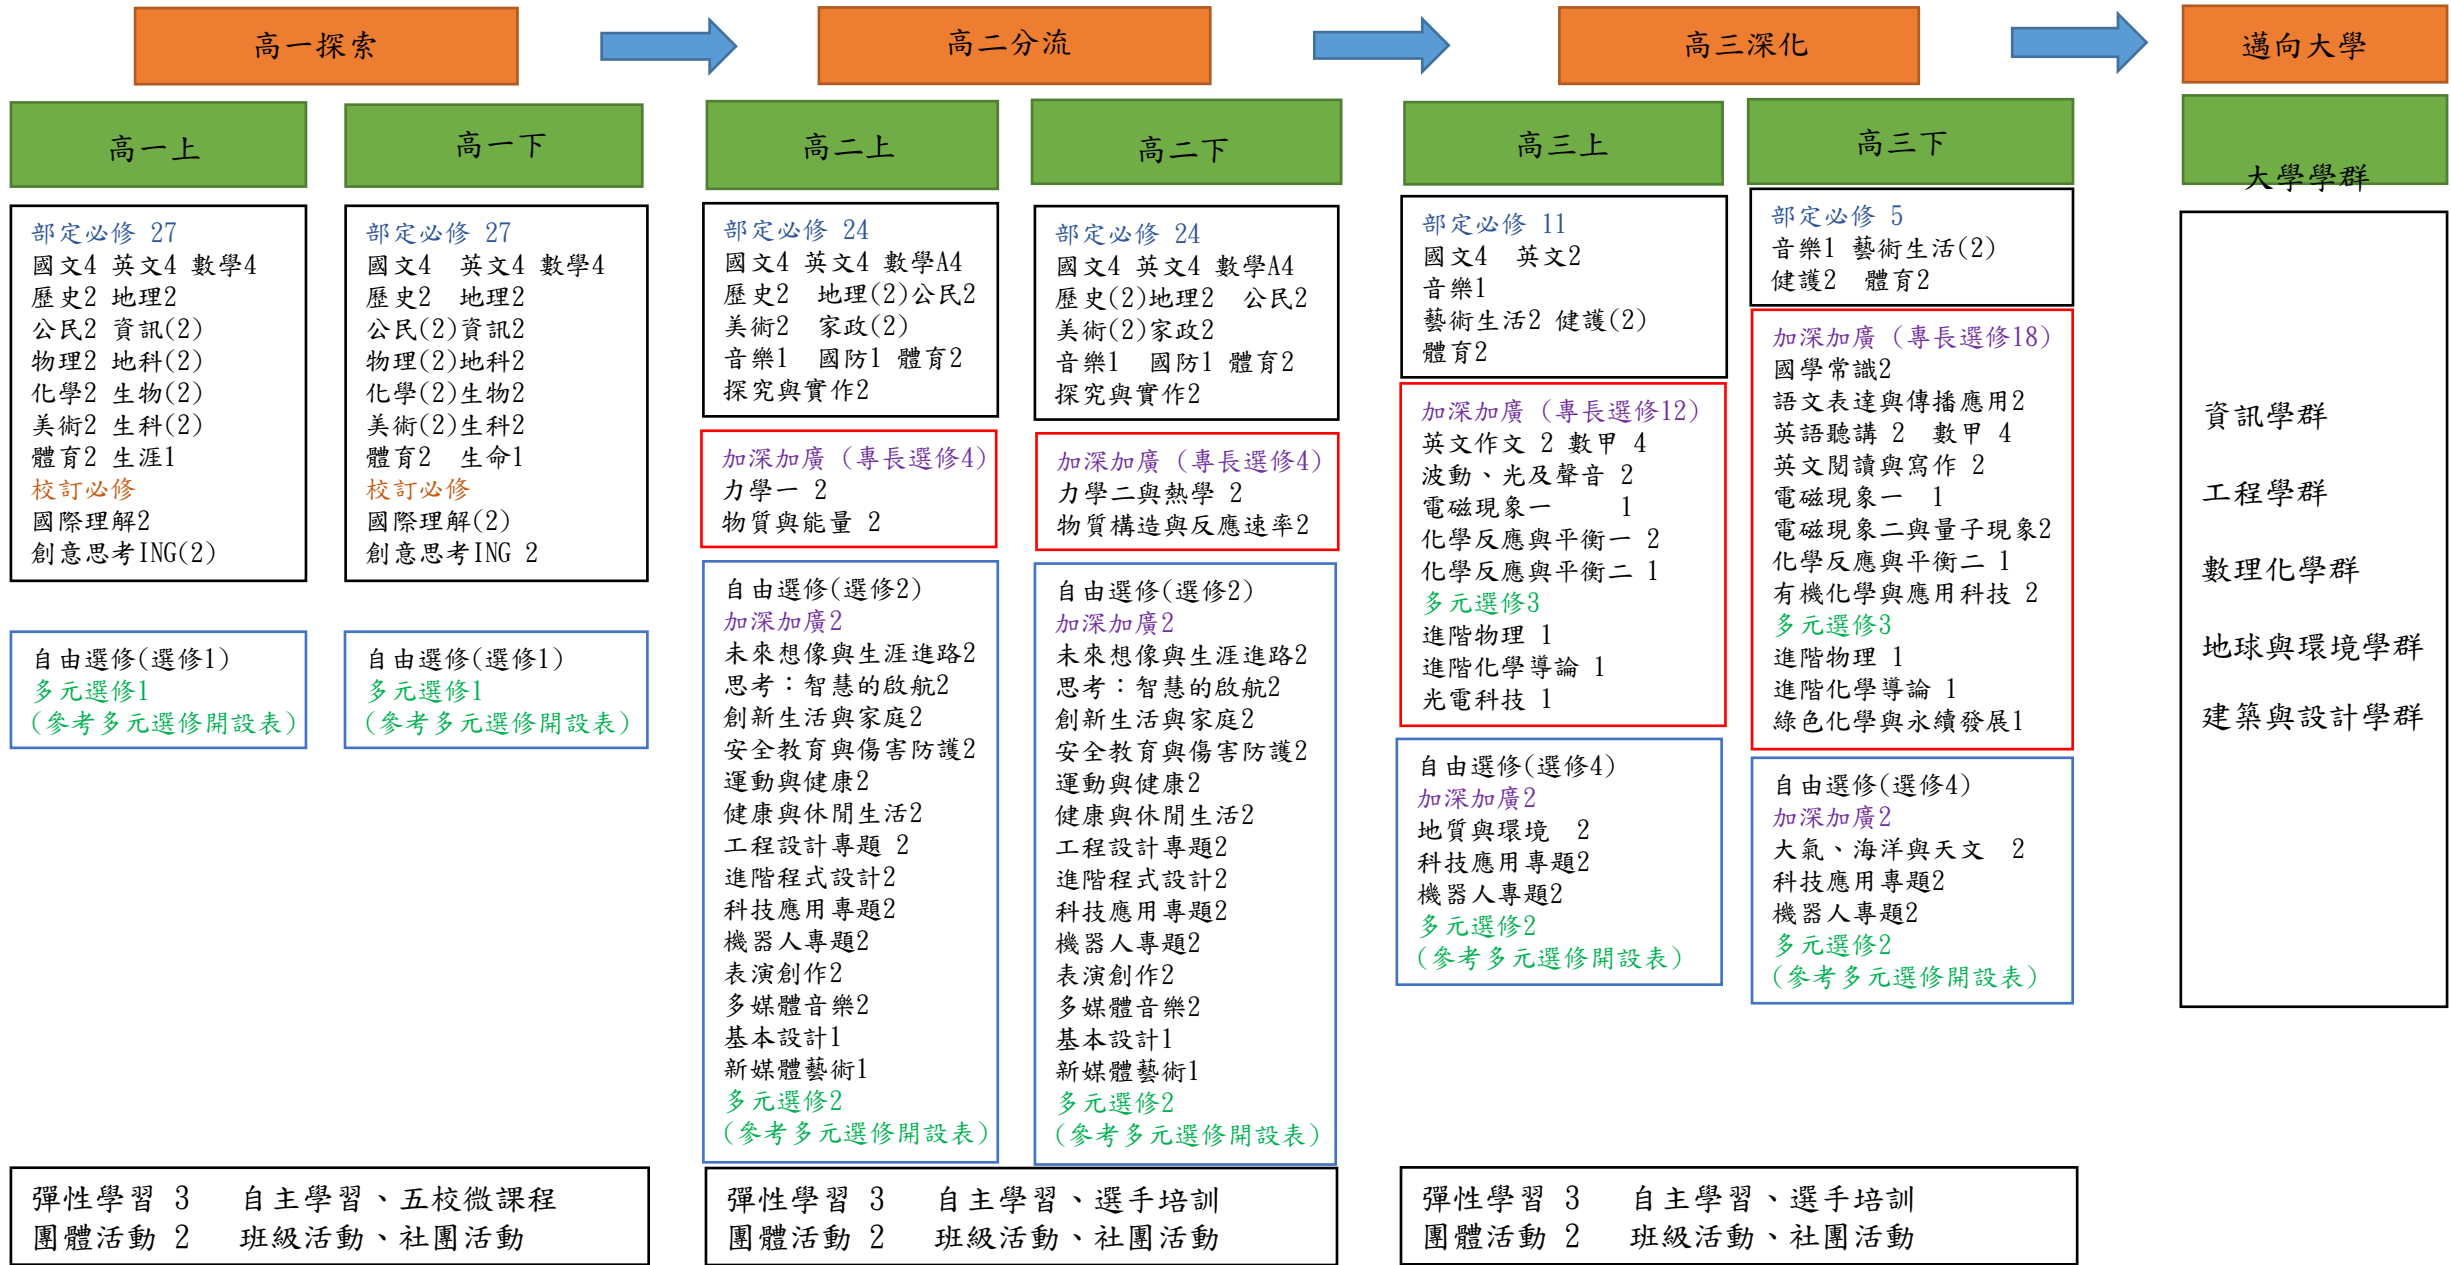 高一探索
高二分流
高三深化
邁向大學
高一上
高一下
高二上
高二下
高三上
高三下
大學學群
部定必修 27
國文4 英文4 數學4
歷史2 地理2
公民2 資訊(2)
物理2 地科(2)
化學2 生物(2)
美術2 生科(2)
體育2 生涯1
校訂必修
國際理解2
創意思考ING(2)
自由選修(選修1)
多元選修1
(參考多元選修開設表)
部定必修 27
國文4 英文4 數學4
歷史2 地理2
公民(2)資訊2
物理(2)地科2
化學(2)生物2
美術(2)生科2
體育2 生命1
校訂必修
國際理解(2)
創意思考ING 2
自由選修(選修1)
多元選修1
(參考多元選修開設表)
彈性學習 3 自主學習、五校微課程
團體活動 2 班級活動、社團活動
部定必修 24
國文4 英文4 數學A4
歷史2 地理(2)公民2
美術2 家政(2)
音樂1 國防1 體育2
探究與實作2
加深加廣 (專長選修4)
力學一 2
物質與能量 2
自由選修(選修2)
加深加廣2
未來想像與生涯進路2
思考：智慧的啟航2
創新生活與家庭2
安全教育與傷害防護2
運動與健康2
健康與休閒生活2
工程設計專題 2
進階程式設計2
科技應用專題2
機器人專題2
表演創作2
多媒體音樂2
基本設計1
新媒體藝術1
多元選修2
(參考多元選修開設表)
部定必修 24
國文4 英文4 數學A4
歷史(2)地理2 公民2
美術(2)家政2
音樂1 國防1 體育2
探究與實作2
加深加廣 (專長選修4)
力學二與熱學 2
物質構造與反應速率2
自由選修(選修2)
加深加廣2
未來想像與生涯進路2
思考：智慧的啟航2
創新生活與家庭2
安全教育與傷害防護2
運動與健康2
健康與休閒生活2
工程設計專題2
進階程式設計2
科技應用專題2
機器人專題2
表演創作2
多媒體音樂2
基本設計1
新媒體藝術1
多元選修2
(參考多元選修開設表)
彈性學習 3 自主學習、選手培訓
團體活動 2 班級活動、社團活動
部定必修 11
國文4 英文2
音樂1
藝術生活2 健護(2)
體育2
加深加廣 (專長選修12)
英文作文 2 數甲 4
波動、光及聲音 2
電磁現象一 1
化學反應與平衡一 2
化學反應與平衡二 1
多元選修3
進階物理 1
進階化學導論 1
光電科技 1
自由選修(選修4)
加深加廣2
地質與環境 2
科技應用專題2
機器人專題2
多元選修2
(參考多元選修開設表)
部定必修 5
音樂1 藝術生活(2)
健護2 體育2
加深加廣 (專長選修18)
國學常識2
語文表達與傳播應用2
英語聽講 2 數甲 4
英文閱讀與寫作 2
電磁現象一 1
電磁現象二與量子現象2
化學反應與平衡二 1
有機化學與應用科技 2
多元選修3
進階物理 1
進階化學導論 1
綠色化學與永續發展1
自由選修(選修4)
加深加廣2
大氣、海洋與天文 2
科技應用專題2
機器人專題2
多元選修2
(參考多元選修開設表)
彈性學習 3 自主學習、選手培訓
團體活動 2 班級活動、社團活動
資訊學群
工程學群
數理化學群
地球與環境學群
建築與設計學群